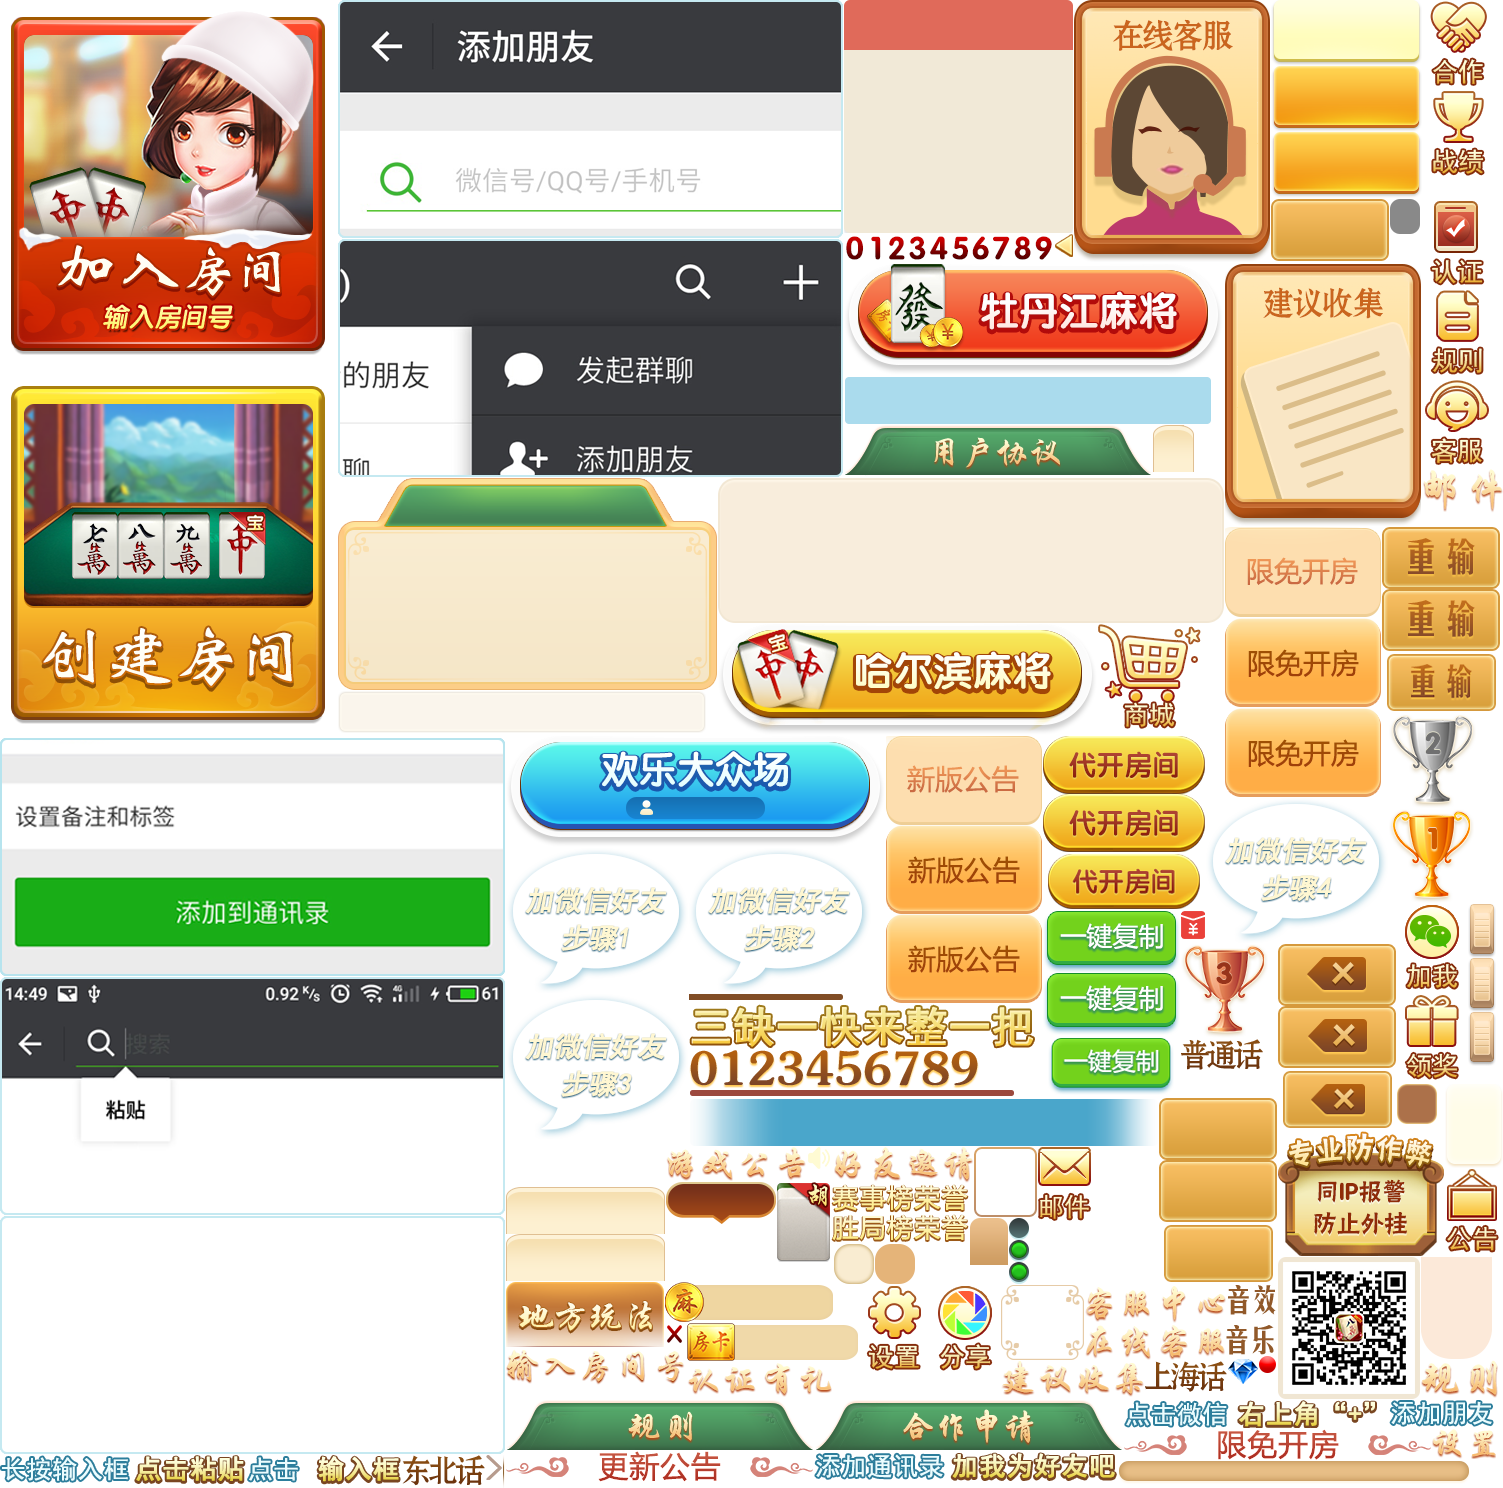 加入房间
输入房间号
创建房间
七萬
八萬
九萬
中
宝
添加朋友
微信号/QQ号/手机号
的朋友
发起群聊
添加朋友
0123456789
發
牡丹江麻将
用户协议
在线客服
建议收集
合作
战绩
认证
规则
客服
邮件
宝
哈尔滨麻将
商城
限免开房
限免开房
限免开房
重输
重输
重输
2
1
3
设置备注和标签
添加到通讯录
欢乐大众场
新版公告
新版公告
新版公告
代开房间
代开房间
代开房间
一键复制
一键复制
一键复制
加微信好友
步骤1
加微信好友
步骤2
加微信好友
步骤3
加微信好友
步骤4
普通话
加我
领奖
14:49
0.92 K/s
4G
61
搜索
粘贴
三缺一快来整一把
0123456789
游戏公告
好友邀请
胡
赛事榜荣誉
胜局榜荣誉
邮件
专业防作弊
同IP报警
防止外挂
公告
地方玩法
麻
房卡
设置
分享
客服中心
音效
在线客服
音乐
输入房间号
认证有礼
建议收集
上海话
规则
规则
合作申请
点击微信 右上角 “+” 添加朋友
更新公告
限免开房
设置
长按输入框 点击粘贴 点击 输入框
东北话
添加通讯录 加我为好友吧